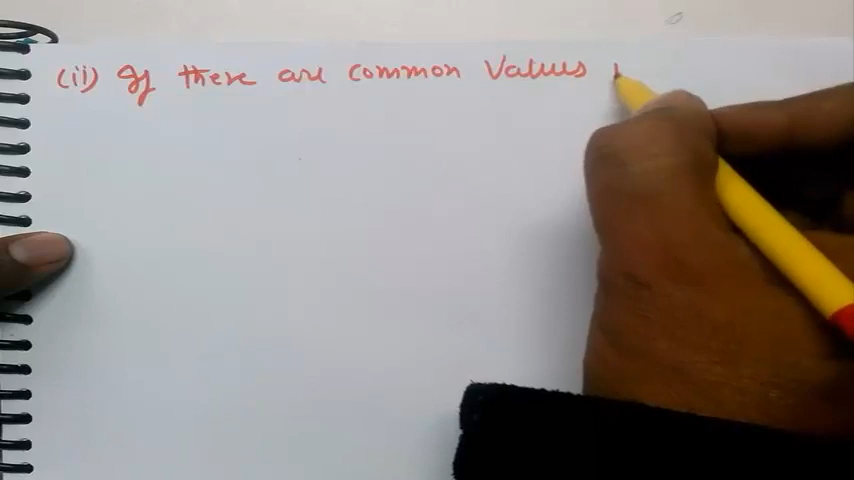 (ii) If there are common values